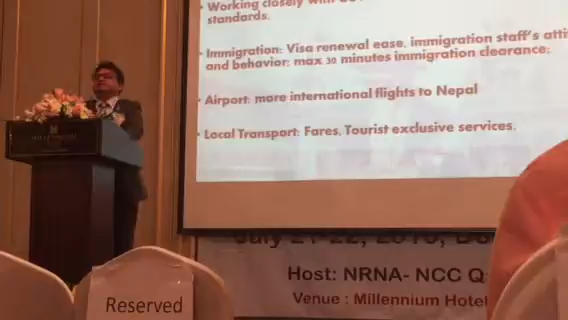 • Working closely with
standards.
• Immigration: Visa renewal ease, immigration staff's
and behavior; max 30 minutes immigration clearance;
• Airport: more international flights to Nepal
• Local Transport: Fares, Tourist exclusive services.
Host: NRNA- NCC Q
Venue : Millennium Hotel
Reserved